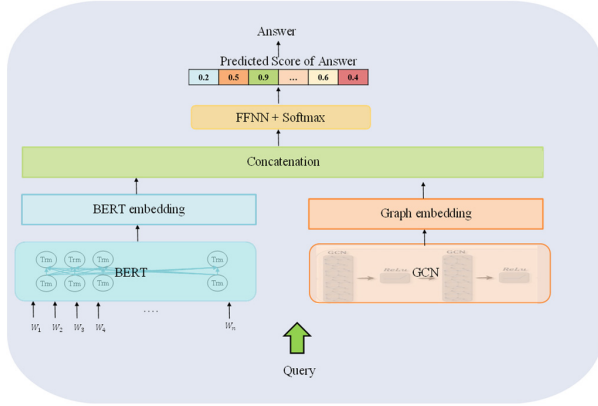 Answer
Predicted Score of Answer
0.2 0.5 0.9 ... 0.6 0.4
FFNN + Softmax
Concatenation
BERT embedding
Graph embedding
Trm Trm Trm Trm
BERT
Trm Trm Trm Trm
GCN GCN
GCN
W1 W2 W3 W4 .... Wn
Query